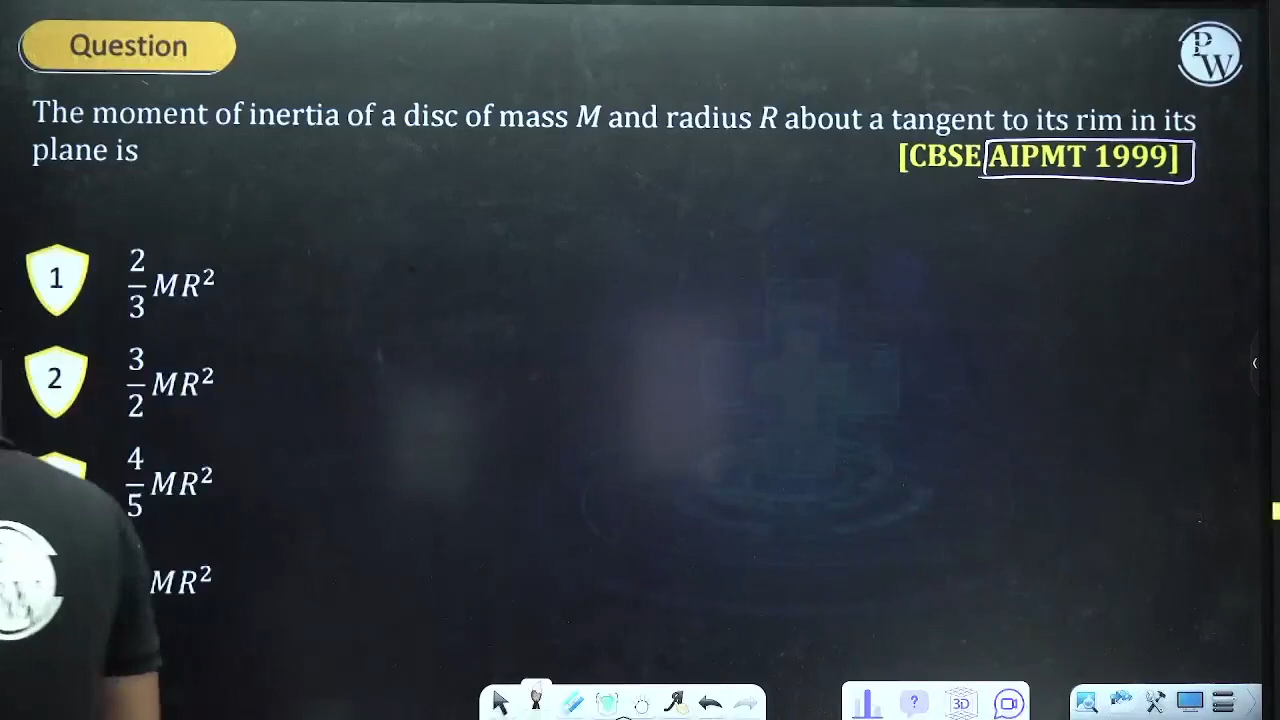 Question
P
W
The moment of inertia of a disc of mass M and radius R about a tangent to its rim in its
plane is
[CBSE AIPMT 1999]
1
2/3 MR²
2
3/2 MR²
4/5 MR²
MR²
?
3D